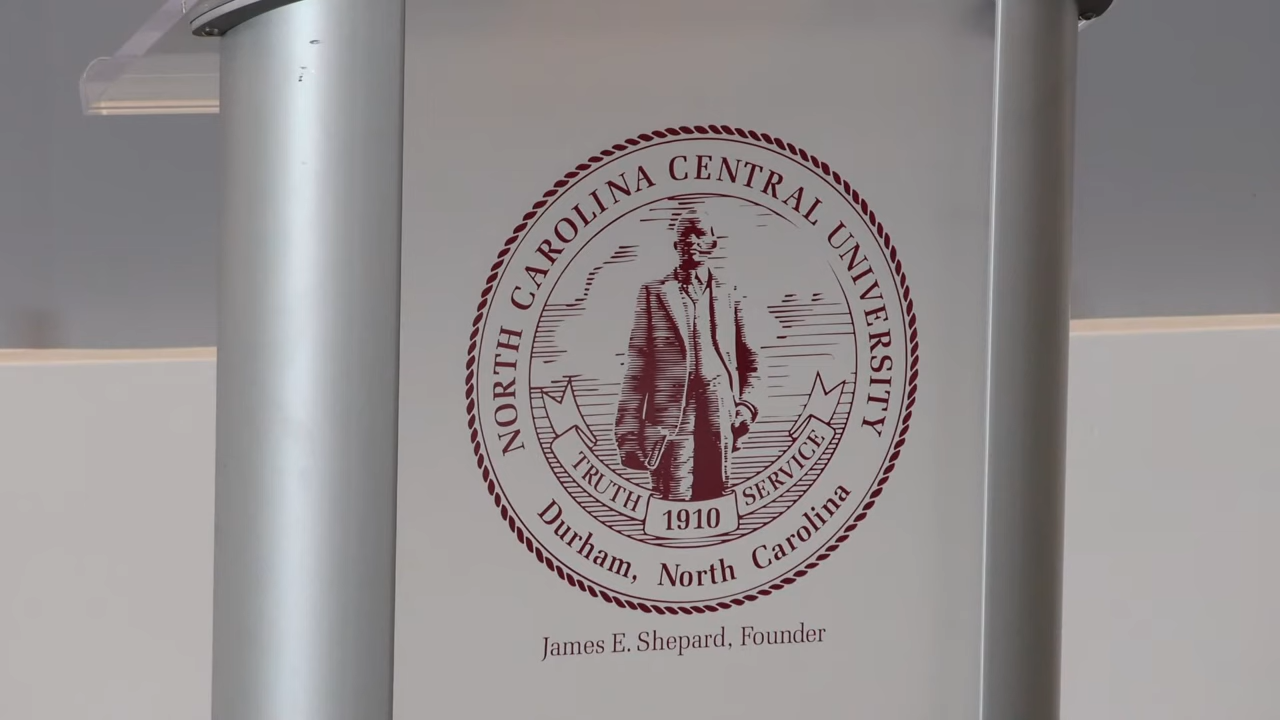 NORTH CAROLINA CENTRAL UNIVERSITY
TRUTH
1910
SERVICE
Durham, North Carolina
James E. Shepard, Founder